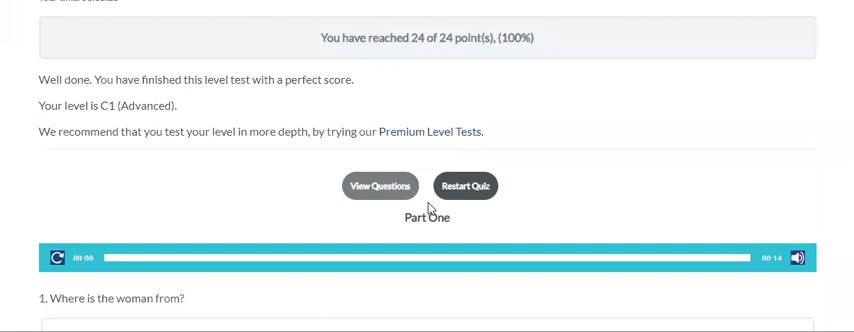 You have reached 24 of 24 point(s), (100%)
Well done. You have finished this level test with a perfect score.
Your level is C1 (Advanced).
We recommend that you test your level in more depth, by trying our Premium Level Tests.
View Questions Restart Quiz
Part One
00:00 00:14
1. Where is the woman from?